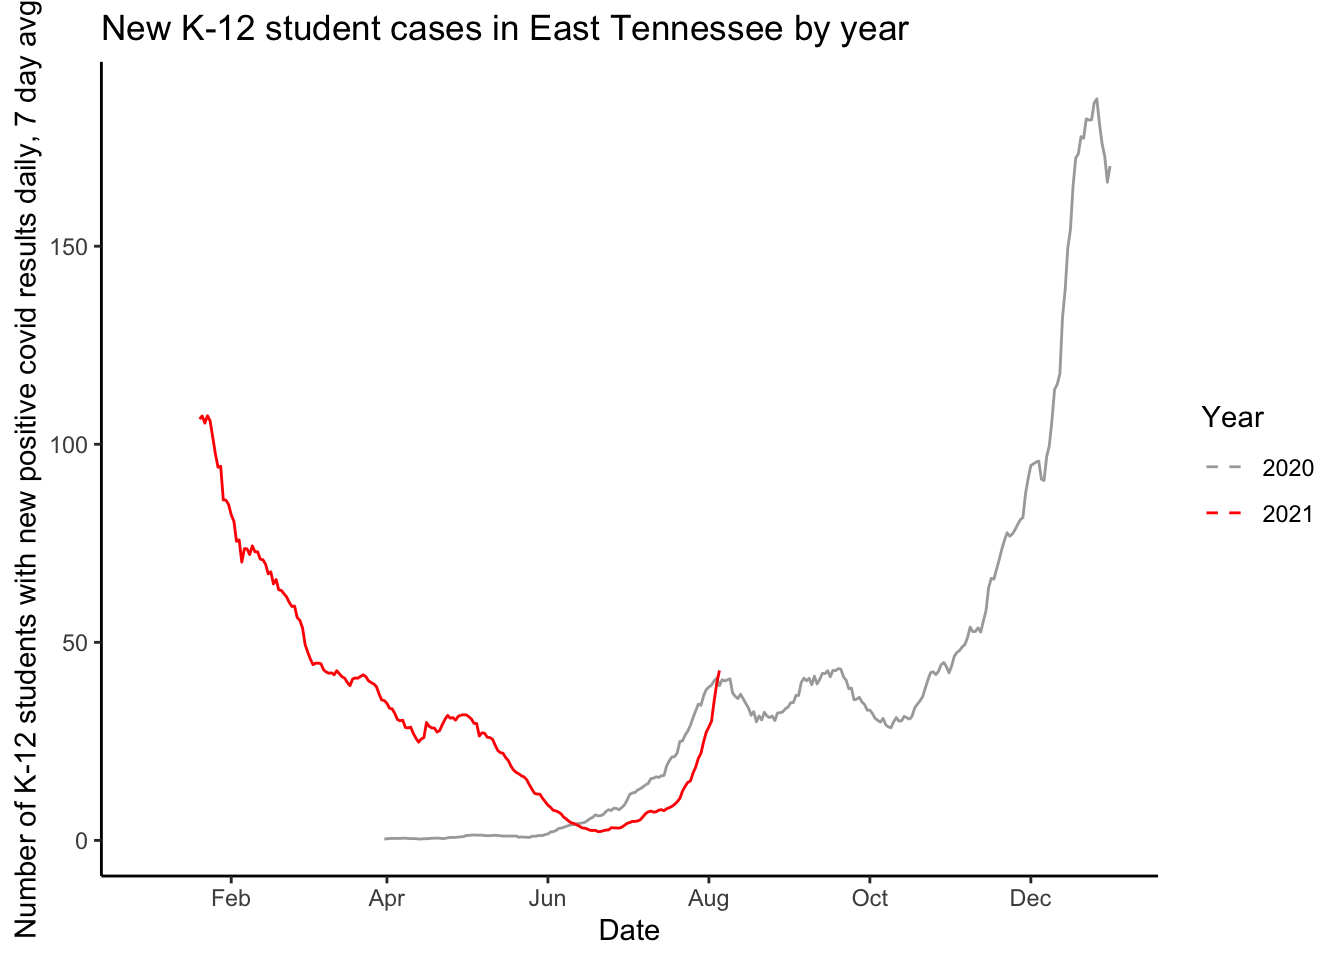 New K-12 student cases in East Tennessee by year
Number of K-12 students with new positive covid results daily, 7 day avg
150
100
50
0
Feb
Apr
Jun
Aug
Oct
Dec
Date
Year
2020
2021